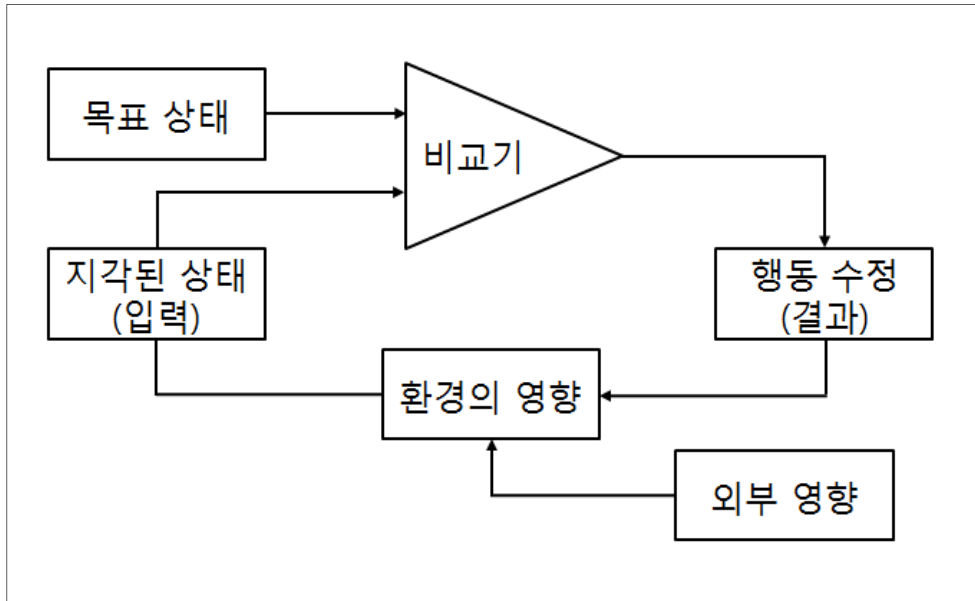 목표 상태
비교기
지각된 상태
(입력)
행동 수정
(결과)
환경의 영향
외부 영향